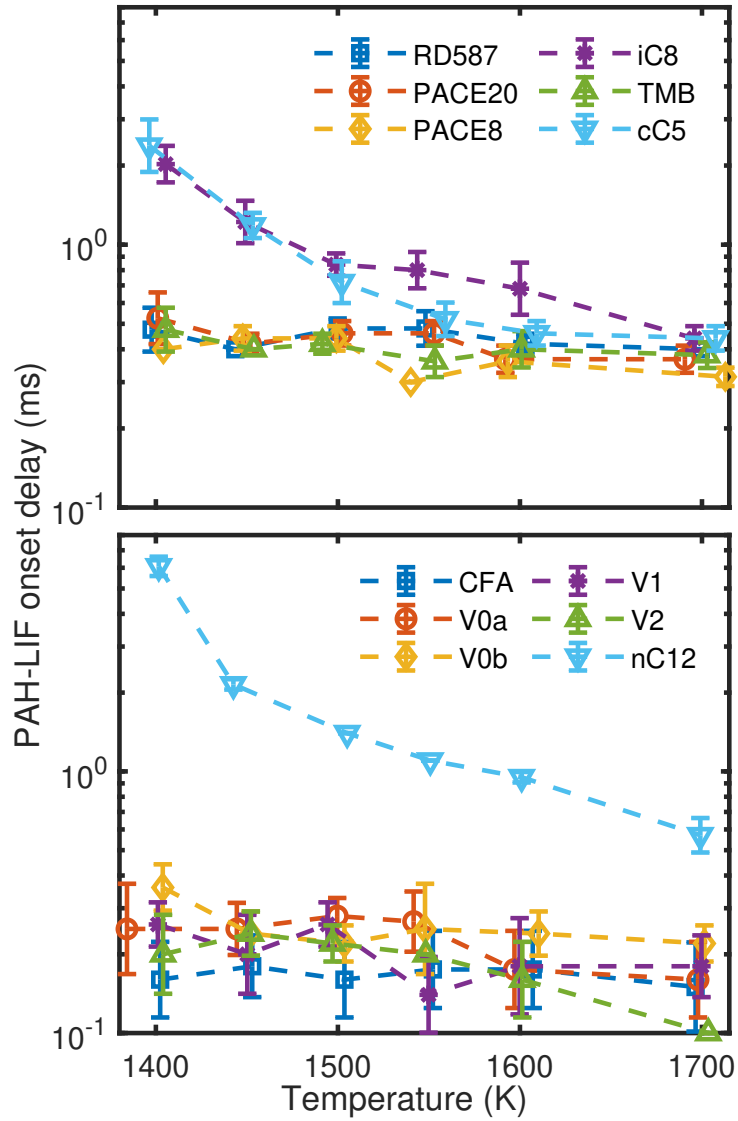 PAH-LIF onset delay (ms)
RD587 iC8
PACE20 TMB
PACE8 cC5
10^0
10^-1
CFA V1
V0a V2
V0b nC12
10^0
10^-1
1400 1500 1600 1700
Temperature (K)